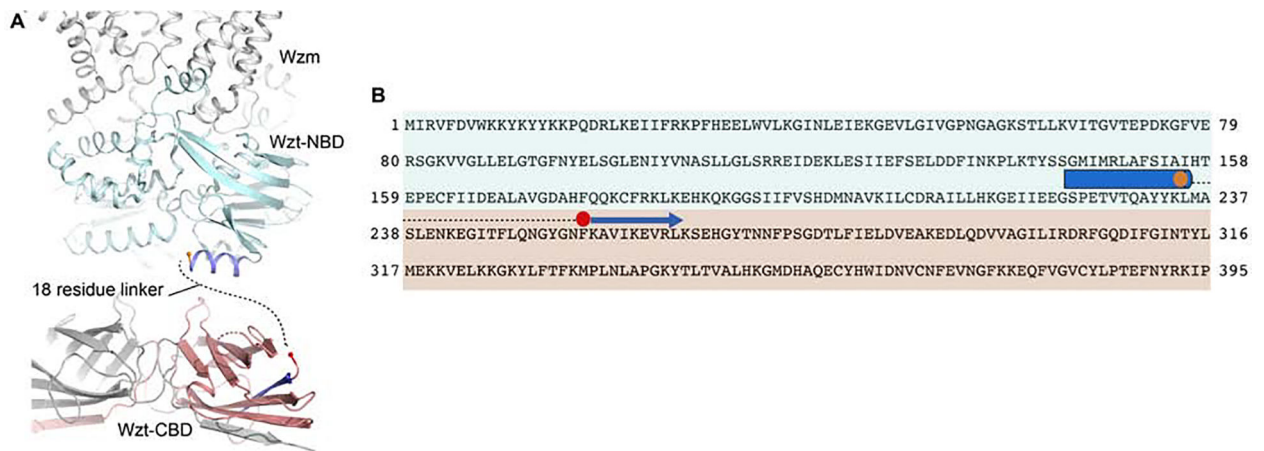 A
Wzm
Wzt-NBD
18 residue linker
Wzt-CBD
B
1 MIRVFDVWKKYKYYKKPQDRLKEIIFRKPFHEELWVLKGINLEIEKGEVLGIVGPNGAGKSTLLKVITGVTEPDKGFVE 79
80 RSGKVVGLLELGTGFNYELSGLENIYVNASLLGLSRREIDEKLESIIEFSELDDFINKPLKTYSSGMIMRLAFSIAIHT 158
159 EPECFIIDEALAVGDAHFQQKCFRKLKEHKQKGGSIIFVSHDMNAVKILCDRAILLHKGEIIEEGSPETVTQAYYKLMA 237
238 SLENKEGITFLQNGYGNFKAVIKEVRLKSEHGYTNNFPSGDTLFIELDVEAKEDLQDVVAGILIRDRFGQDIFGINTYL 316
317 MEKKVELKKGKYLFTFKMPLNLAPGKYTLTVALHKGMDHAQECYHWIDNVCNFEVNGFKKEQFVGVCYLPTEFNYRKIP 395